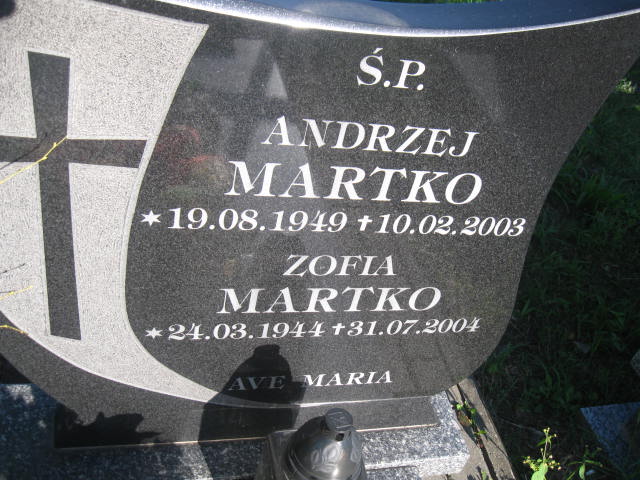 Ś.P.
ANDRZEJ
MARTKO
* 19.08.1949 ✝ 10.02.2003
ZOFIA
MARTKO
* 24.03.1944 ✝ 31.07.2004
AVE MARIA